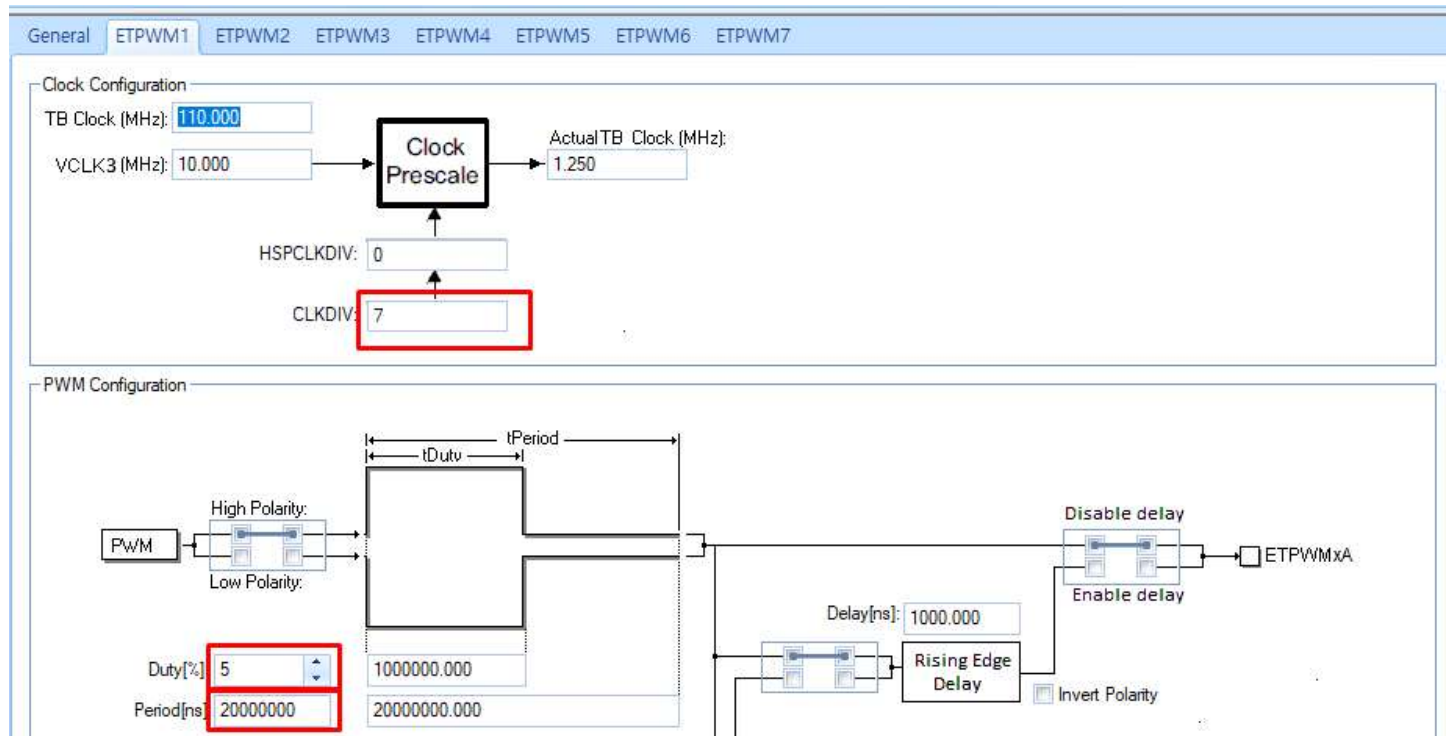 General ETPWM1 ETPWM2 ETPWM3 ETPWM4 ETPWM5 ETPWM6 ETPWM7
Clock Configuration
TB Clock (MHz): 110.000
VCLK3 (MHz): 10.000
Clock
Prescale
ActualTB Clock (MHz):
1.250
HSPCLKDIV: 0
CLKDIV: 7
PWM Configuration
tPeriod
tDuty
High Polarity:
PWM
Low Polarity:
Disable delay
ETPWMxA
Enable delay
Delay[ns]: 1000.000
Rising Edge
Delay
Invert Polarity
Duty[%] 5 1000000.000
Period[ns] 20000000 20000000.000